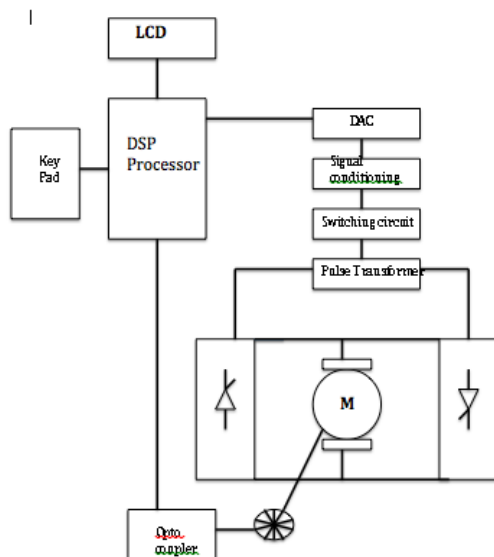 LCD
DSP
Processor
Key
Pad
DAC
Signal
conditioning
Switching circuit
Pulse Transformer
M
Opto
coupler